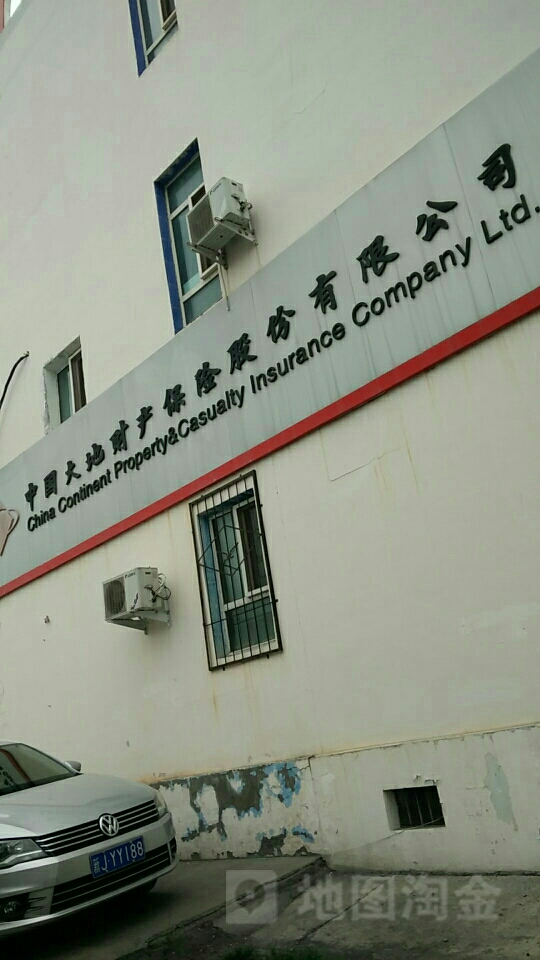 中国大地财产保险股份有限公司
China Continent Property&Casualty Insurance Company Ltd.
新J·YY188
地图淘金